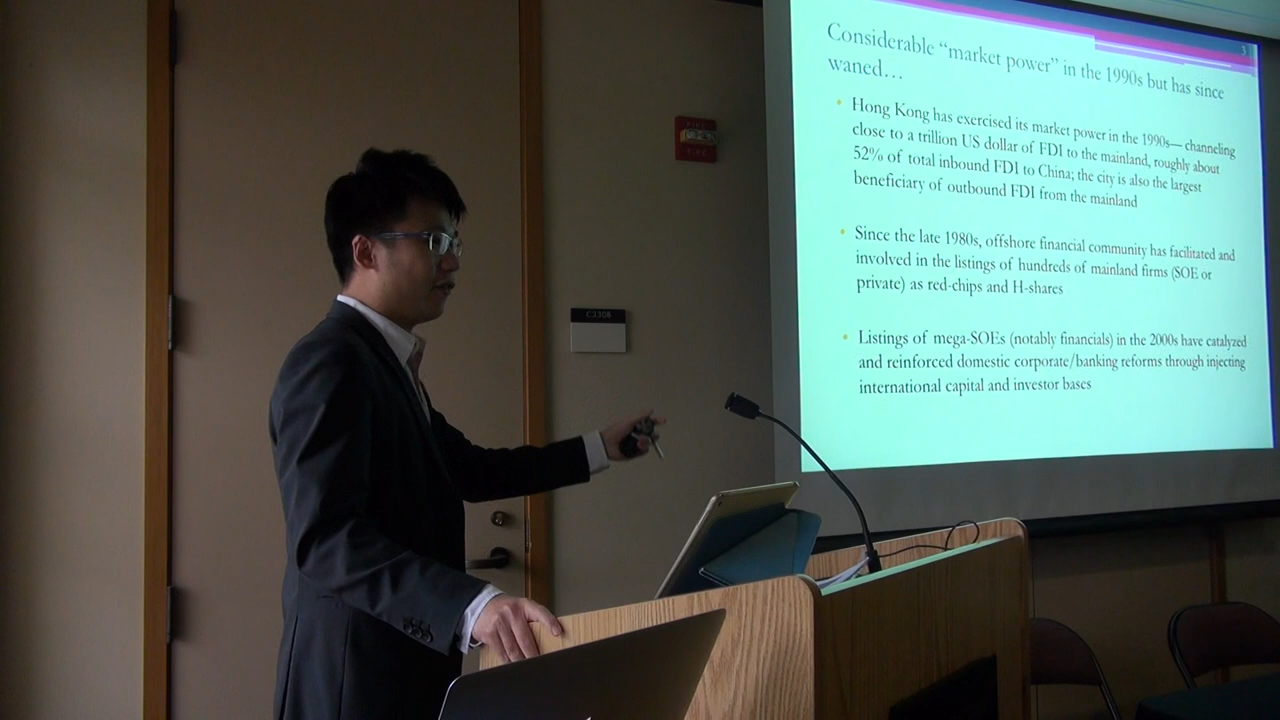 3
Considerable “market power” in the 1990s but has since
waned…
• Hong Kong has exercised its market power in the 1990s— channeling
close to a trillion US dollar of FDI to the mainland, roughly about
52% of total inbound FDI to China; the city is also the largest
beneficiary of outbound FDI from the mainland
• Since the late 1980s, offshore financial community has facilitated and
involved in the listings of hundreds of mainland firms (SOE or
private) as red-chips and H-shares
• Listings of mega-SOEs (notably financials) in the 2000s have catalyzed
and reinforced domestic corporate/banking reforms through injecting
international capital and investor bases
C330B
FIRE